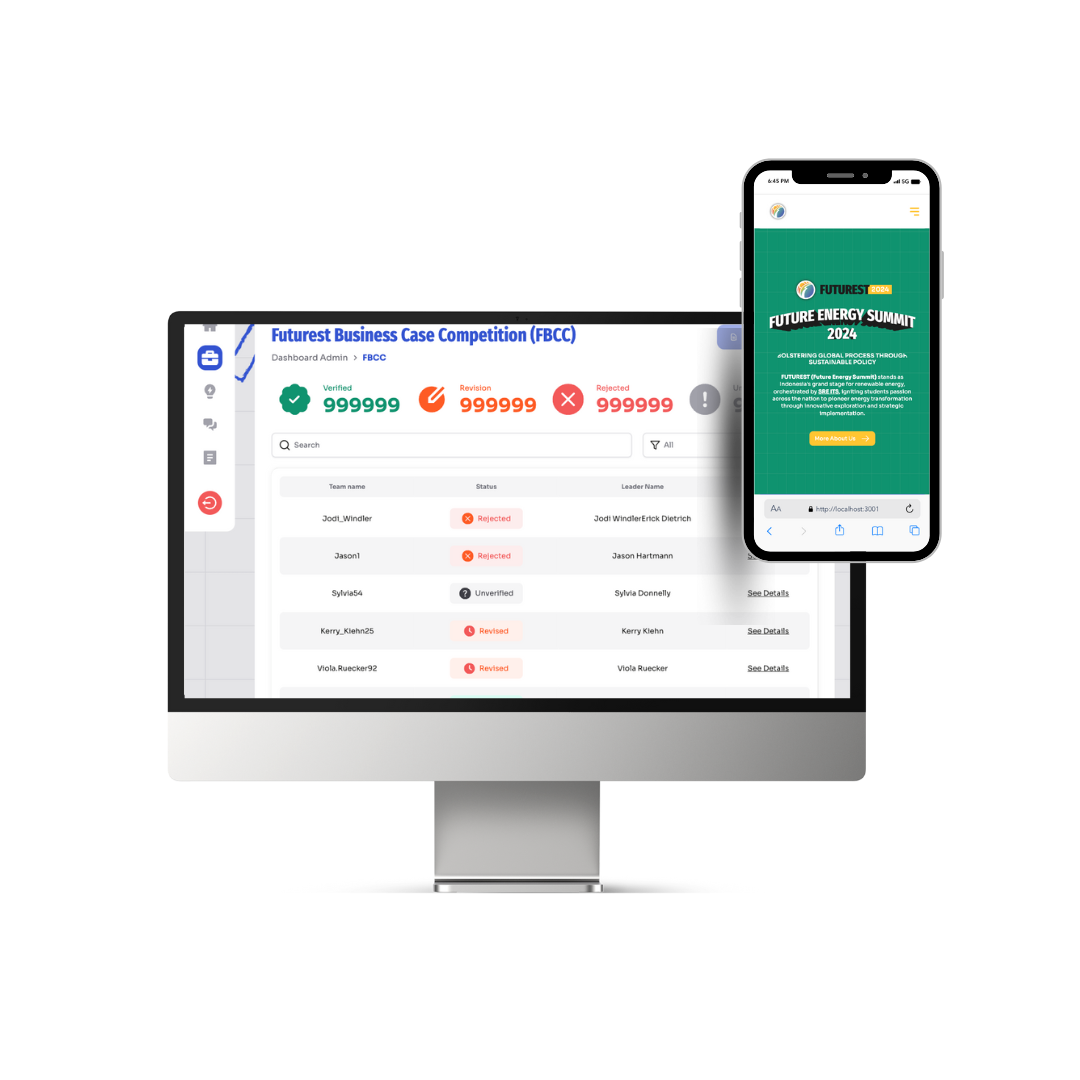 6:45 PM
5G
FUTUREST 2024
FUTURE ENERGY SUMMIT
2024
BOLSTERING GLOBAL PROCESS THROUGH
SUSTAINABLE POLICY
FUTUREST (Future Energy Summit) stands as
Indonesia's grand stage for renewable energy,
orchestrated by SRE ITS. Igniting students passion
across the nation to pioneer energy transformation
through innovative exploration and strategic
implementation.
More About Us
AA http://localhost:3001
Futurest Business Case Competition (FBCC)
Dashboard Admin > FBCC
Verified
999999
Revision
999999
Rejected
999999
Search
All
Team name Status Leader Name
Jodi_Windler Rejected Jodi WindlerErick Dietrich
Jason1 Rejected Jason Hartmann
Sylvia54 Unverified Sylvia Donnelly See Details
Kerry_Kiehn25 Revised Kerry Kiehn See Details
Viola.Ruecker92 Revised Viola Ruecker See Details